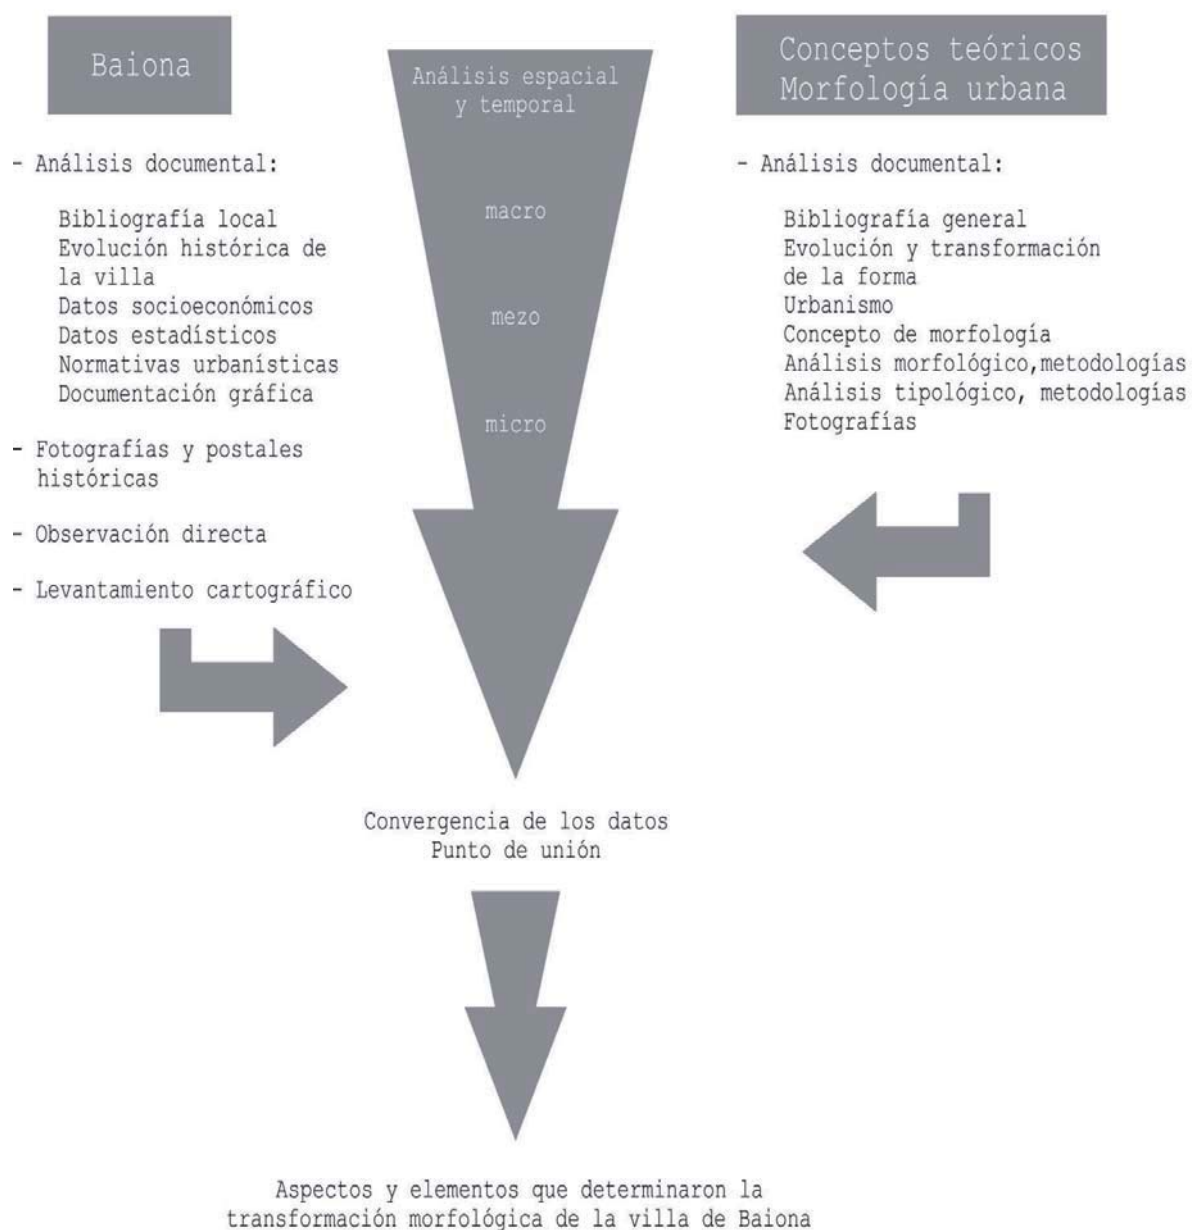 Baiona
- Análisis documental:
Bibliografía local
Evolución histórica de
la villa
Datos socioeconómicos
Datos estadísticos
Normativas urbanísticas
Documentación gráfica
- Fotografías y postales
históricas
- Observación directa
- Levantamiento cartográfico
Análisis espacial
y temporal
macro
mezo
micro
Conceptos teóricos
Morfología urbana
- Análisis documental:
Bibliografía general
Evolución y transformación
de la forma
Urbanismo
Concepto de morfología
Análisis morfológico,metodologías
Análisis tipológico, metodologías
Fotografías
Convergencia de los datos
Punto de unión
Aspectos y elementos que determinaron la
transformación morfológica de la villa de Baiona